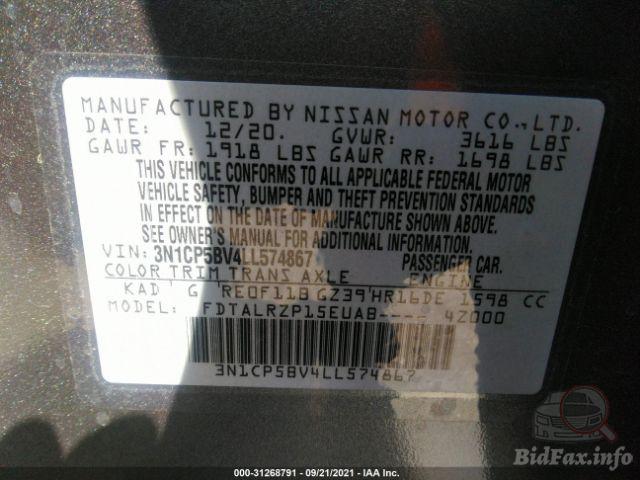 MANUFACTURED BY NISSAN MOTOR CO.,LTD.
DATE: 12/20. GVWR: 3616 LBS
GAWR FR: 1918 LBS GAWR RR: 1698 LBS
THIS VEHICLE CONFORMS TO ALL APPLICABLE FEDERAL MOTOR
VEHICLE SAFETY, BUMPER AND THEFT PREVENTION STANDARDS
IN EFFECT ON THE DATE OF MANUFACTURE SHOWN ABOVE.
SEE OWNER'S MANUAL FOR ADDITIONAL INFORMATION.
VIN: 3N1CP5BV4LL574867 PASSENGER CAR.
COLOR TRIM TRANS AXLE ENGINE
KAD G RE0F11B GZ39 HR16DE 1598 CC
MODEL: FDTALRZP15EUAB---- 4Z000
3N1CP5BV4LL574867
000-31268791 - 09/21/2021 - IAA Inc.
BidFax.info